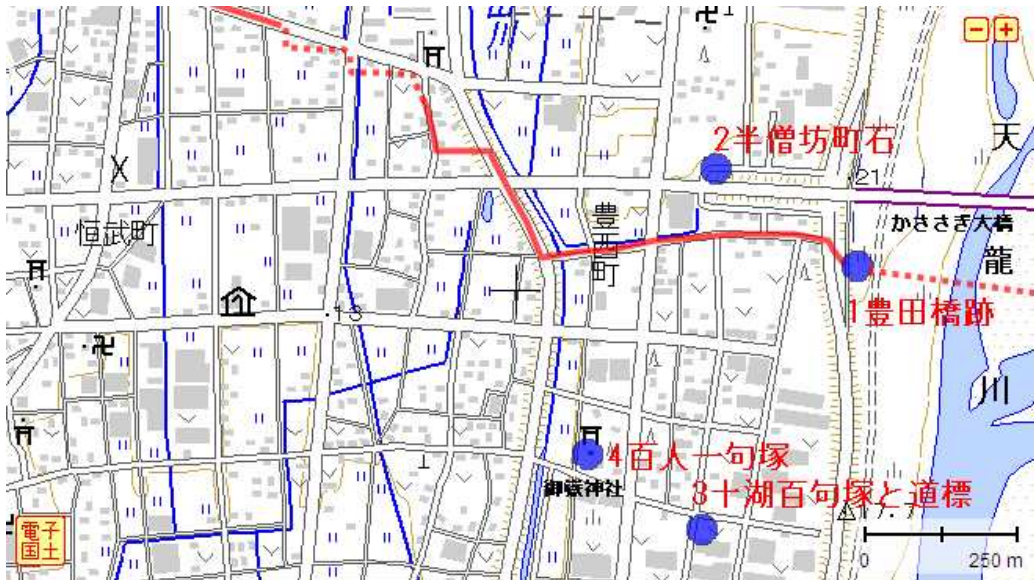 天
2半僧坊町石
21
かささぎ大橋
恒武町
豊西町
龍
1豊田橋跡
13
川
4百人一句塚
御嶽神社
3十湖百句塚と道標
17.7
電子
国土
0
250 m